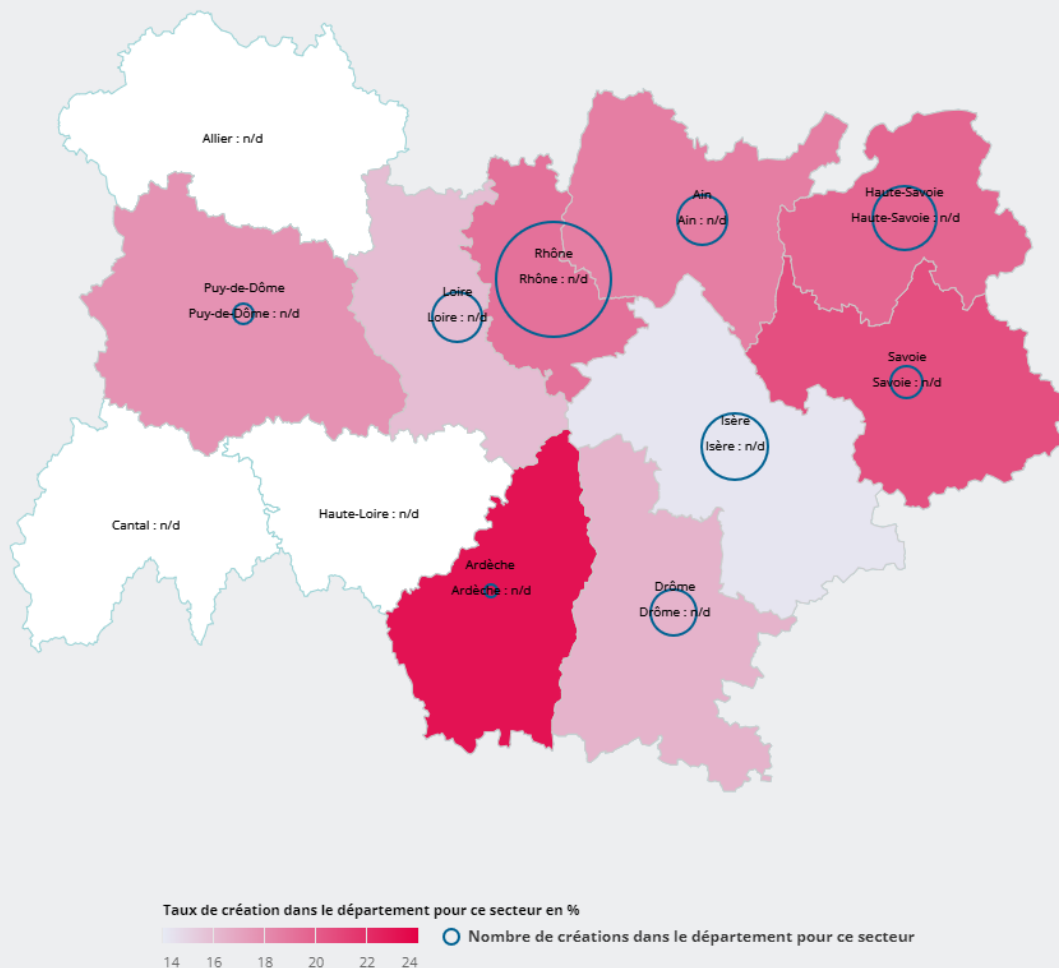 Allier : n/d
Ain
Ain : n/d
Haute-Savoie
Haute-Savoie : n/d
Rhône
Rhône : n/d
Puy-de-Dôme
Puy-de-Dôme : n/d
Loire
Loire : n/d
Savoie
Savoie : n/d
Isère
Isère : n/d
Haute-Loire : n/d
Cantal : n/d
Ardèche
Ardèche : n/d
Drôme
Drôme : n/d
Taux de création dans le département pour ce secteur en %
Nombre de créations dans le département pour ce secteur
14 16 18 20 22 24